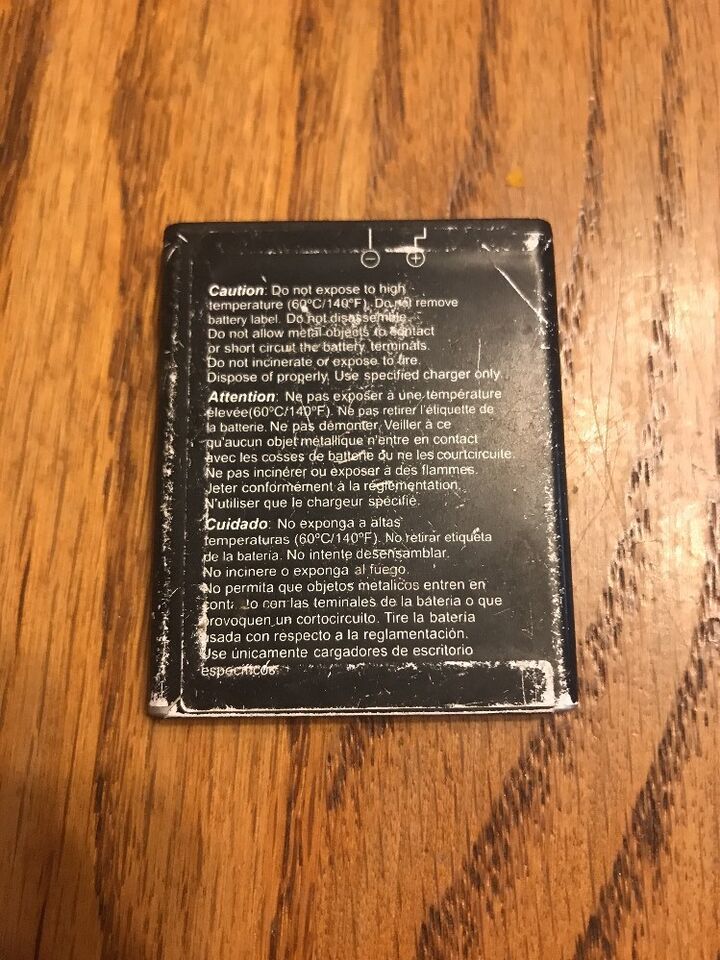 Caution: Do not expose to high
temperature (60°C/140°F). Do not remove
battery label. Do not disassemble.
Do not allow metal objects to contact
or short circuit the battery terminals.
Do not incinerate or expose to fire.
Dispose of properly. Use specified charger only.
Attention: Ne pas exposer à une température
élevée(60°C/140°F). Ne pas retirer l'étiquette de
la batterie. Ne pas démonter. Veiller à ce
qu'aucun objet métallique n'entre en contact
avec les cosses de batterie ou ne les courtcircuite.
Ne pas incinérer ou exposer à des flammes.
Jeter conformément à la réglementation.
N'utiliser que le chargeur spécifié.
Cuidado: No exponga a altas
temperaturas (60°C/140°F). No retirar etiqueta
de la batería. No intente desensamblar.
No incinere o exponga al fuego.
No permita que objetos metalicos entren en
con las teminales de la báteria o que
provoquen un cortocircuito. Tire la batería
usada con respecto a la reglamentación.
Use únicamente cargadores de escritorio
específicos.